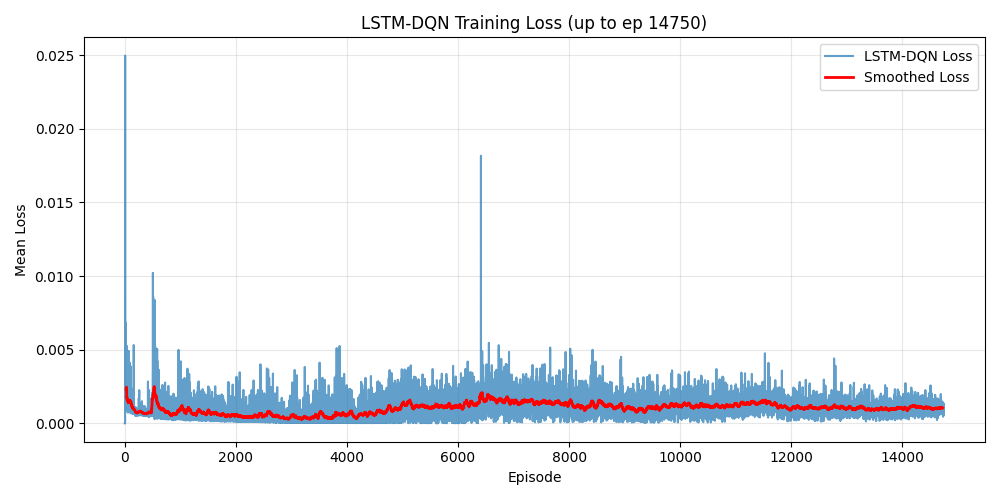 LSTM-DQN Training Loss (up to ep 14750)
LSTM-DQN Loss
Smoothed Loss
Mean Loss
0.025
0.020
0.015
0.010
0.005
0.000
0 2000 4000 6000 8000 10000 12000 14000
Episode